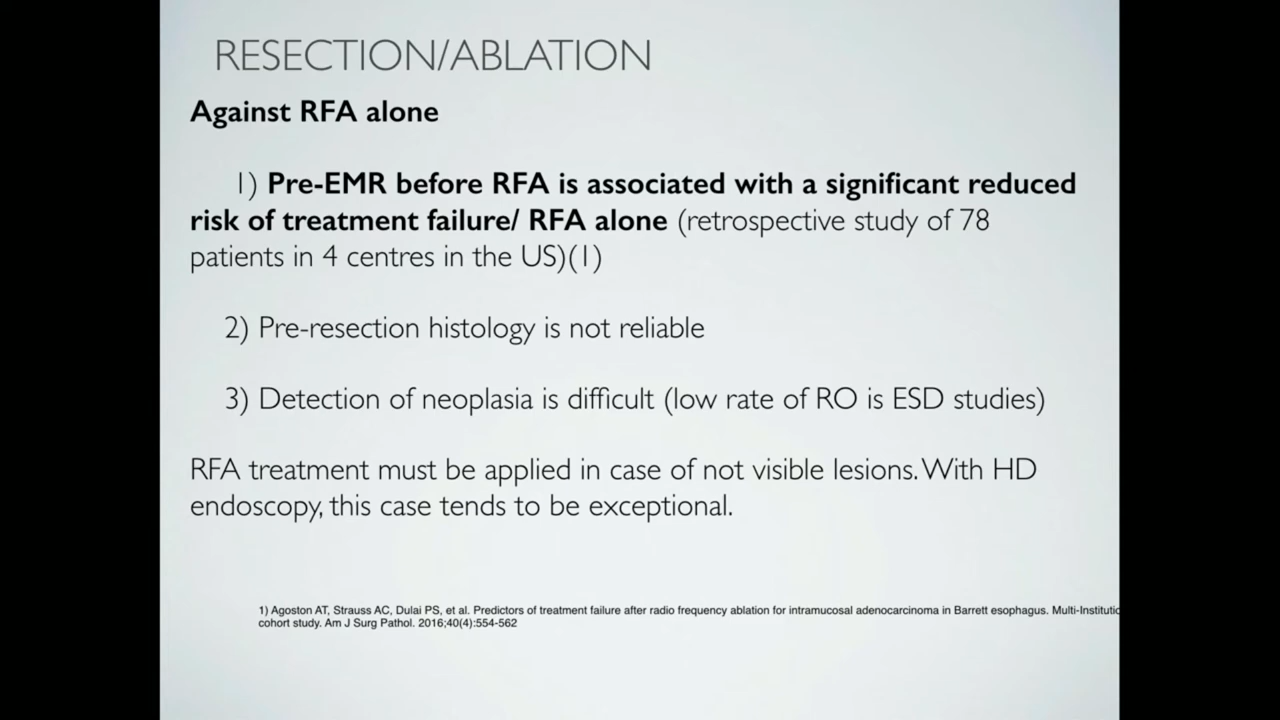 RESECTION/ABLATION
Against RFA alone
1) Pre-EMR before RFA is associated with a significant reduced
risk of treatment failure/ RFA alone (retrospective study of 78
patients in 4 centres in the US)(1)
2) Pre-resection histology is not reliable
3) Detection of neoplasia is difficult (low rate of RO is ESD studies)
RFA treatment must be applied in case of not visible lesions. With HD
endoscopy, this case tends to be exceptional.
1) Agoston AT, Strauss AC, Dulai PS, et al. Predictors of treatment failure after radio frequency ablation for intramucosal adenocarcinoma in Barrett esophagus. Multi-Institutic
cohort study. Am J Surg Pathol. 2016;40(4):554-562